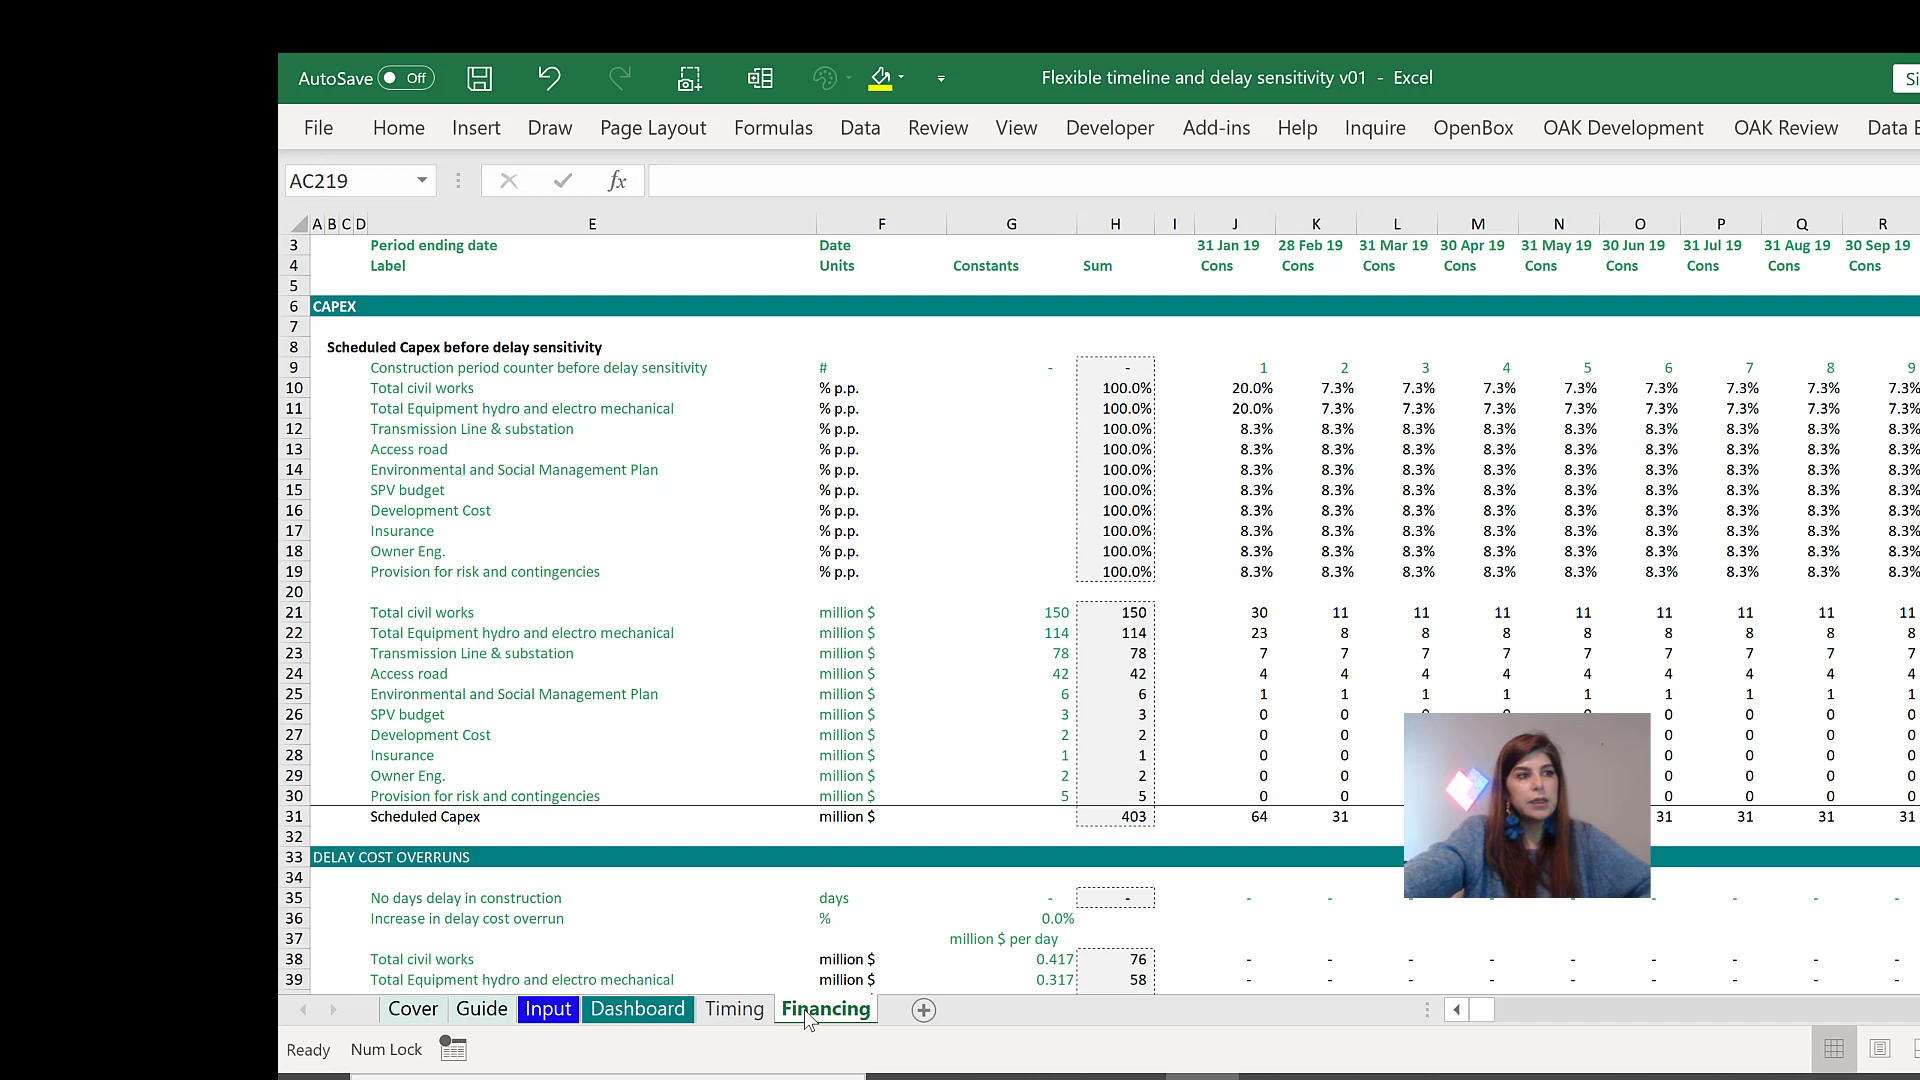 AutoSave Off Flexible timeline and delay sensitivity v01 - Excel
File Home Insert Draw Page Layout Formulas Data Review View Developer Add-ins Help Inquire OpenBox OAK Development OAK Review Data
AC219 fx
A B C D E F G H I J K L M N O P Q R
3 Period ending date Date 31 Jan 19 28 Feb 19 31 Mar 19 30 Apr 19 31 May 19 30 Jun 19 31 Jul 19 31 Aug 19 30 Sep 19
4 Label Units Constants Sum Cons Cons Cons Cons Cons Cons Cons Cons Cons
5
6 CAPEX
7
8 Scheduled Capex before delay sensitivity
9 Construction period counter before delay sensitivity # - - 1 2 3 4 5 6 7 8 9
10 Total civil works % p.p. 100.0% 20.0% 7.3% 7.3% 7.3% 7.3% 7.3% 7.3% 7.3% 7.3%
11 Total Equipment hydro and electro mechanical % p.p. 100.0% 20.0% 7.3% 7.3% 7.3% 7.3% 7.3% 7.3% 7.3% 7.3%
12 Transmission Line & substation % p.p. 100.0% 8.3% 8.3% 8.3% 8.3% 8.3% 8.3% 8.3% 8.3% 8.3%
13 Access road % p.p. 100.0% 8.3% 8.3% 8.3% 8.3% 8.3% 8.3% 8.3% 8.3% 8.3%
14 Environmental and Social Management Plan % p.p. 100.0% 8.3% 8.3% 8.3% 8.3% 8.3% 8.3% 8.3% 8.3% 8.3%
15 SPV budget % p.p. 100.0% 8.3% 8.3% 8.3% 8.3% 8.3% 8.3% 8.3% 8.3% 8.3%
16 Development Cost % p.p. 100.0% 8.3% 8.3% 8.3% 8.3% 8.3% 8.3% 8.3% 8.3% 8.3%
17 Insurance % p.p. 100.0% 8.3% 8.3% 8.3% 8.3% 8.3% 8.3% 8.3% 8.3% 8.3%
18 Owner Eng. % p.p. 100.0% 8.3% 8.3% 8.3% 8.3% 8.3% 8.3% 8.3% 8.3% 8.3%
19 Provision for risk and contingencies % p.p. 100.0% 8.3% 8.3% 8.3% 8.3% 8.3% 8.3% 8.3% 8.3% 8.3%
20
21 Total civil works million $ 150 150 30 11 11 11 11 11 11 11 11
22 Total Equipment hydro and electro mechanical million $ 114 114 23 8 8 8 8 8 8 8 8
23 Transmission Line & substation million $ 78 78 7 7 7 7 7 7 7 7 7
24 Access road million $ 42 42 4 4 4 4 4 4 4 4 4
25 Environmental and Social Management Plan million $ 6 6 1 1 1 1 1 1 1 1 1
26 SPV budget million $ 3 3 0 0 0 0 0 0
27 Development Cost million $ 2 2 0 0 0 0 0 0
28 Insurance million $ 1 1 0 0 0 0 0 0
29 Owner Eng. million $ 2 2 0 0 0 0 0 0
30 Provision for risk and contingencies million $ 5 5 0 0 0 0 0 0
31 Scheduled Capex million $ 403 64 31 31 31 31 31
32
33 DELAY COST OVERRUNS
34
35 No days delay in construction days - - - - - - - - - - -
36 Increase in delay cost overrun % 0.0%
37 million $ per day
38 Total civil works million $ 0.417 76 - - - - - - - - -
39 Total Equipment hydro and electro mechanical million $ 0.317 58 - - - - - - - - -
Cover Guide Input Dashboard Timing Financing
Ready Num Lock